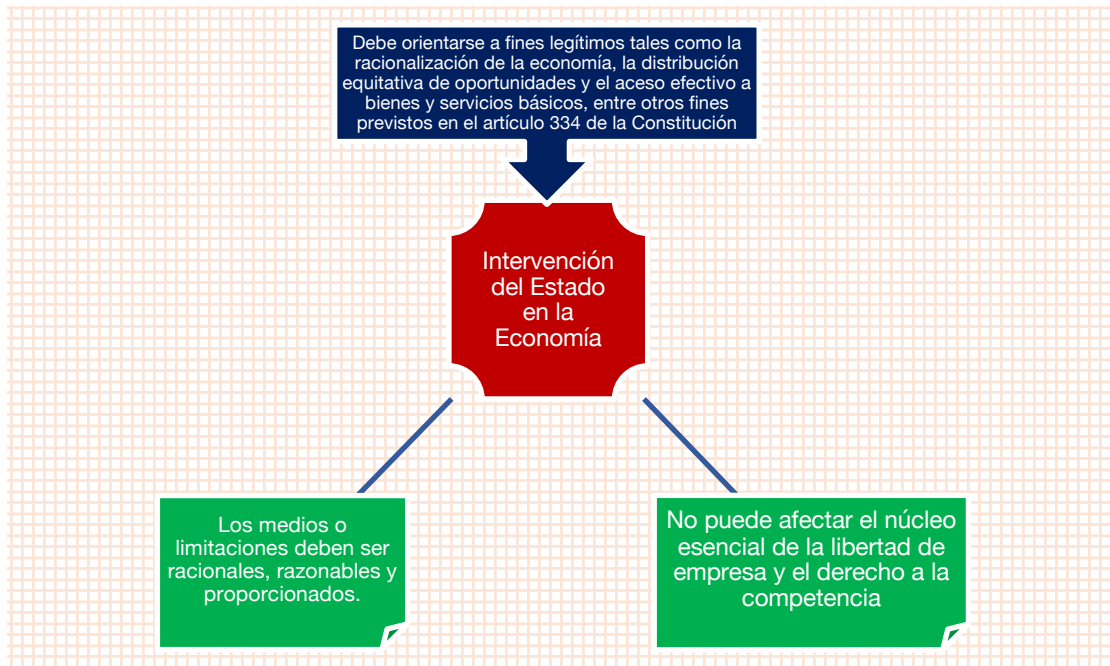 Debe orientarse a fines legítimos tales como la
racionalización de la economía, la distribución
equitativa de oportunidades y el aceso efectivo a
bienes y servicios básicos, entre otros fines
previstos en el artículo 334 de la Constitución
Intervención
del Estado
en la
Economía
Los medios o
limitaciones deben ser
racionales, razonables y
proporcionados.
No puede afectar el núcleo
esencial de la libertad de
empresa y el derecho a la
competencia